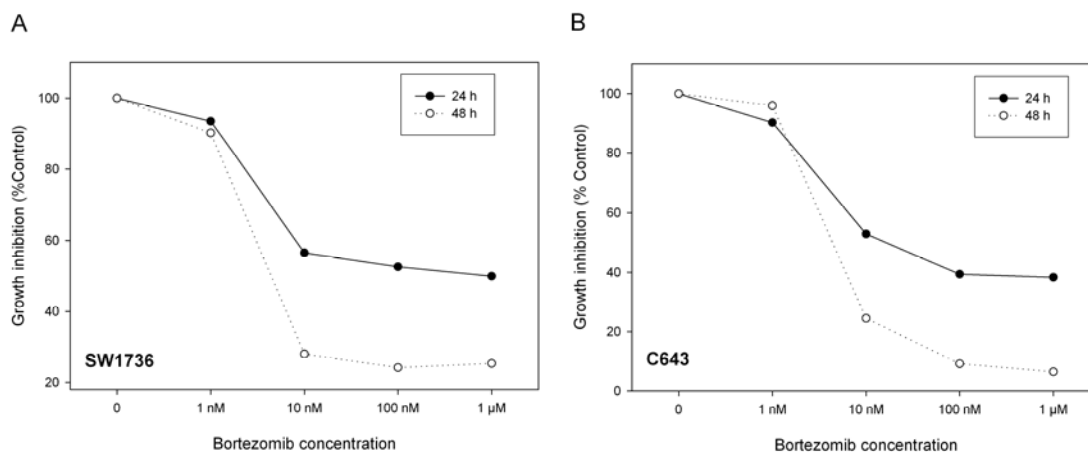 A
Growth inhibition (%Control)
100
80
60
40
20
24 h
48 h
SW1736
0
1 nM
10 nM
100 nM
1 µM
Bortezomib concentration
B
Growth inhibition (% Control)
100
80
60
40
20
0
24 h
48 h
C643
0
1 nM
10 nM
100 nM
1 µM
Bortezomib concentration